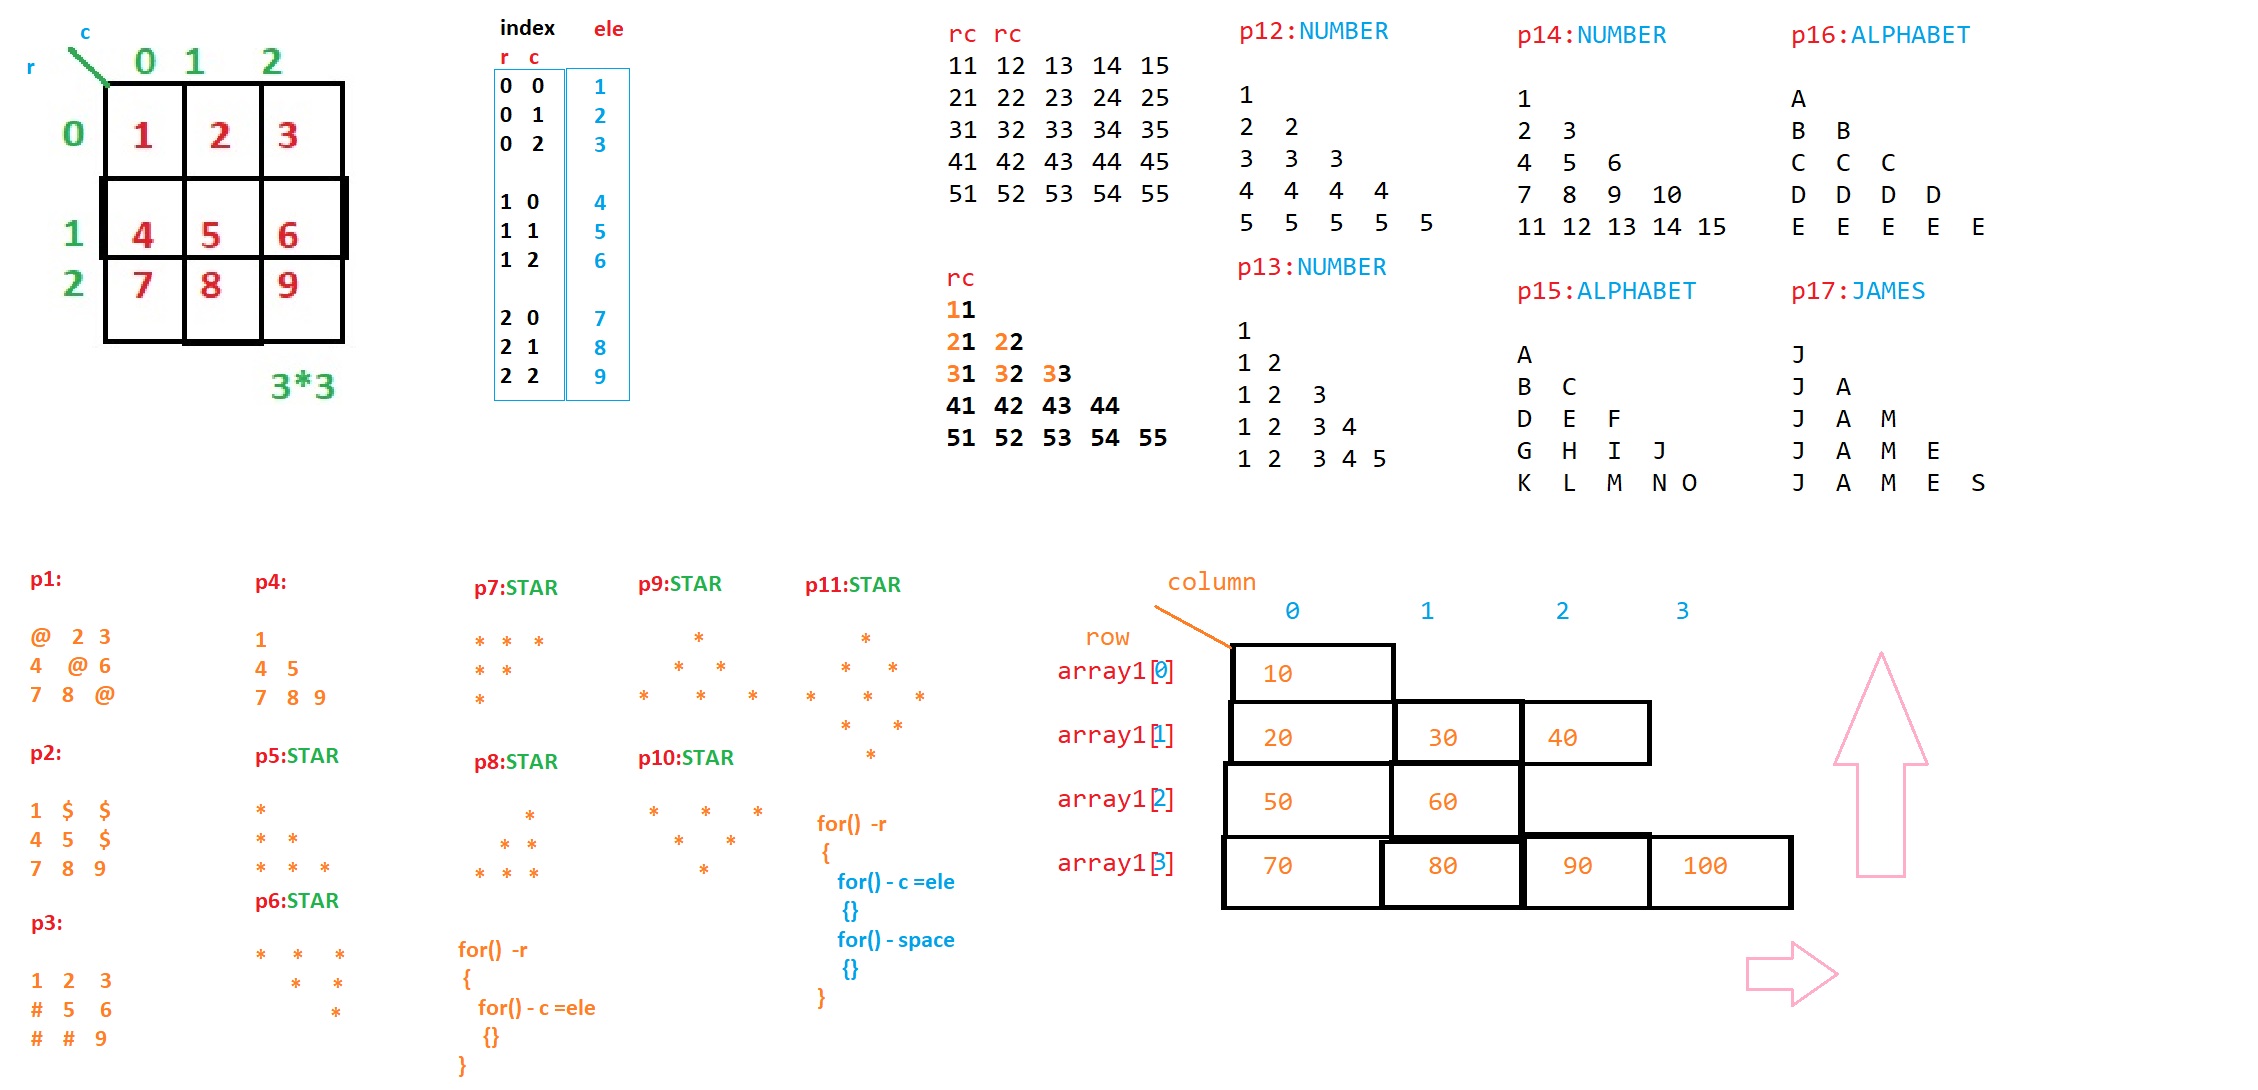 c
r
0 1 2
0 1 2 3
1 4 5 6
2 7 8 9
3*3
index ele
r c
0 0 1
0 1 2
0 2 3
1 0 4
1 1 5
1 2 6
2 0 7
2 1 8
2 2 9
rc rc
11 12 13 14 15
21 22 23 24 25
31 32 33 34 35
41 42 43 44 45
51 52 53 54 55
rc
11
21 22
31 32 33
41 42 43 44
51 52 53 54 55
p12:NUMBER
1
2 2
3 3 3
4 4 4 4
5 5 5 5 5
p13:NUMBER
1
1 2
1 2 3
1 2 3 4
1 2 3 4 5
p14:NUMBER
1
2 3
4 5 6
7 8 9 10
11 12 13 14 15
p15:ALPHABET
A
B C
D E F
G H I J
K L M N O
p16:ALPHABET
A
B B
C C C
D D D D
E E E E E
p17:JAMES
J
J A
J A M
J A M E
J A M E S
p1:
@ 2 3
4 @ 6
7 8 @
p2:
1 $ $
4 5 $
7 8 9
p3:
1 2 3
# 5 6
# # 9
p4:
1
4 5
7 8 9
p5:STAR
*
* *
* * *
p6:STAR
* * *
* *
*
p7:STAR
* * *
* *
*
p8:STAR
*
* *
* * *
for() -r
{
for() - c =ele
{}
}
p9:STAR
*
* *
* * *
p10:STAR
* * *
* *
*
p11:STAR
*
* *
* * *
* *
*
for() -r
{
for() - c =ele
{}
for() - space
{}
}
column
0 1 2 3
row
array1[0] 10
array1[1] 20 30 40
array1[2] 50 60
array1[3] 70 80 90 100